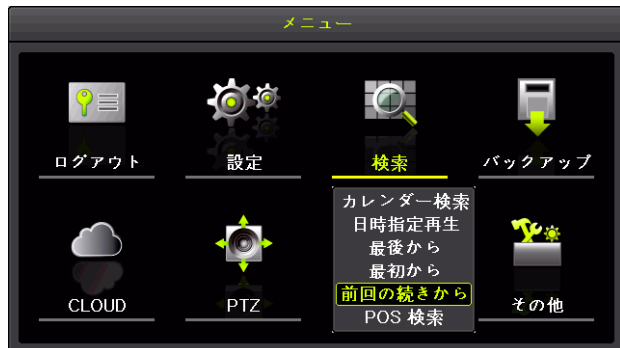 メニュー
ログアウト
設定
検索
バックアップ
カレンダー検索
日時指定再生
最後から
最初から
前回の続きから
POS 検索
CLOUD
PTZ
その他